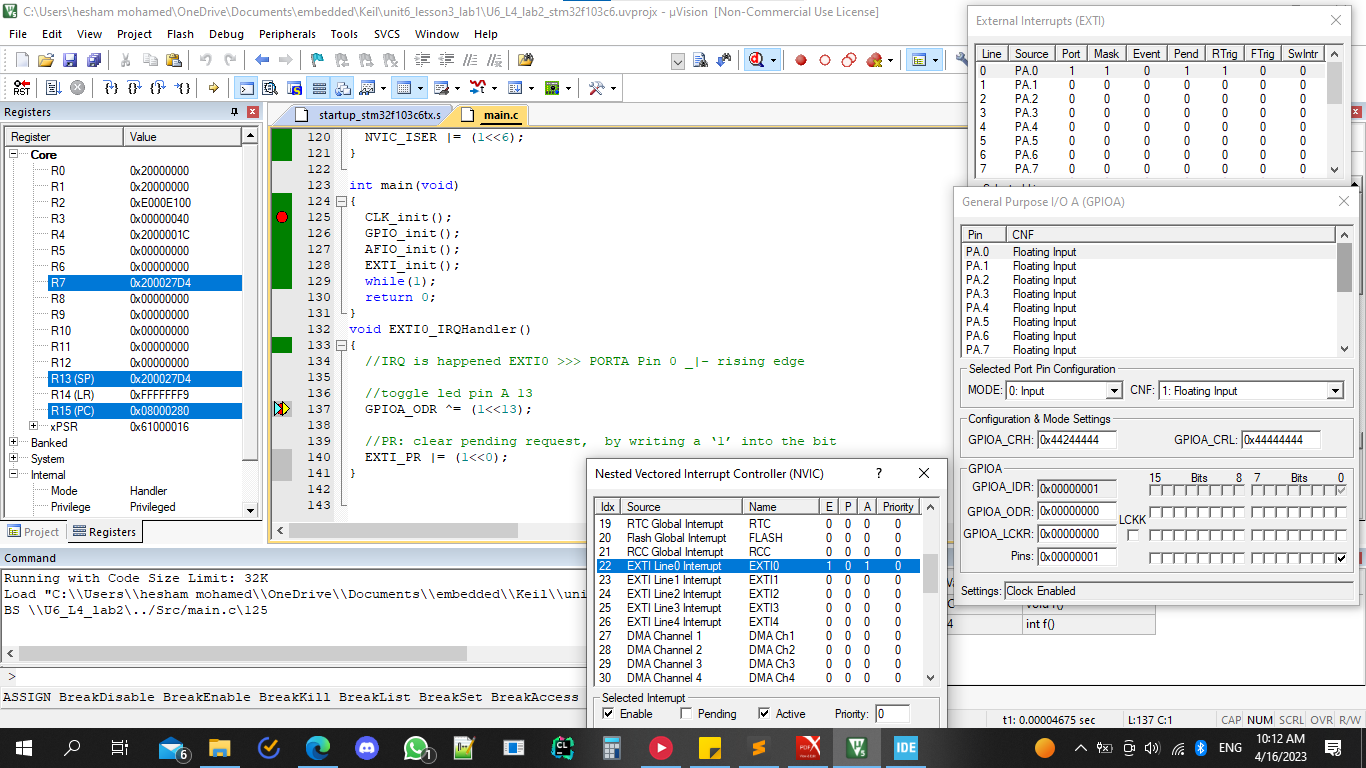 C:\Users\hesham mohamed\OneDrive\Documents\embedded\Keil\unit6_lesson3_lab1\U6_L4_lab2_stm32f103c6.uvprojx - µVision [Non-Commercial Use License]
File Edit View Project Flash Debug Peripherals Tools SVCS Window Help
RST
Registers
Register Value
Core
R0 0x20000000
R1 0x20000000
R2 0xE000E100
R3 0x00000040
R4 0x2000001C
R5 0x00000000
R6 0x00000000
R7 0x200027D4
R8 0x00000000
R9 0x00000000
R10 0x00000000
R11 0x00000000
R12 0x00000000
R13 (SP) 0x200027D4
R14 (LR) 0xFFFFFFF9
R15 (PC) 0x08000280
xPSR 0x61000016
Banked
System
Internal
Mode Handler
Privilege Privileged
Project Registers
startup_stm32f103c6tx.s main.c
120 NVIC_ISER |= (1<<6);
121 }
122
123 int main(void)
124 {
125 CLK_init();
126 GPIO_init();
127 AFIO_init();
128 EXTI_init();
129 while(1);
130 return 0;
131 }
132 void EXTI0_IRQHandler()
133 {
134 //IRQ is happened EXTI0 >>> PORTA Pin 0 _|- rising edge
135
136 //toggle led pin A 13
137 GPIOA_ODR ^= (1<<13);
138
139 //PR: clear pending request, by writing a ‘1’ into the bit
140 EXTI_PR |= (1<<0);
141 }
142
143
External Interrupts (EXTI)
Line Source Port Mask Event Pend RTrig FTrig SwIntr
0 PA.0 1 1 0 1 1 0 0
1 PA.1 0 0 0 0 0 0 0
2 PA.2 0 0 0 0 0 0 0
3 PA.3 0 0 0 0 0 0 0
4 PA.4 0 0 0 0 0 0 0
5 PA.5 0 0 0 0 0 0 0
6 PA.6 0 0 0 0 0 0 0
7 PA.7 0 0 0 0 0 0 0
General Purpose I/O A (GPIOA)
Pin CNF
PA.0 Floating Input
PA.1 Floating Input
PA.2 Floating Input
PA.3 Floating Input
PA.4 Floating Input
PA.5 Floating Input
PA.6 Floating Input
PA.7 Floating Input
Selected Port Pin Configuration
MODE: 0: Input CNF: 1: Floating Input
Configuration & Mode Settings
GPIOA_CRH: 0x44244444 GPIOA_CRL: 0x44444444
GPIOA
15 Bits 8 7 Bits 0
GPIOA_IDR: 0x00000001
GPIOA_ODR: 0x00000000
LCKK
GPIOA_LCKR: 0x00000000
Pins: 0x00000001
Settings: Clock Enabled
int f()
Nested Vectored Interrupt Controller (NVIC)
Idx Source Name E P A Priority
19 RTC Global Interrupt RTC 0 0 0 0
20 Flash Global Interrupt FLASH 0 0 0 0
21 RCC Global Interrupt RCC 0 0 0 0
22 EXTI Line0 Interrupt EXTI0 1 0 1 0
23 EXTI Line1 Interrupt EXTI1 0 0 0 0
24 EXTI Line2 Interrupt EXTI2 0 0 0 0
25 EXTI Line3 Interrupt EXTI3 0 0 0 0
26 EXTI Line4 Interrupt EXTI4 0 0 0 0
27 DMA Channel 1 DMA Ch1 0 0 0 0
28 DMA Channel 2 DMA Ch2 0 0 0 0
29 DMA Channel 3 DMA Ch3 0 0 0 0
30 DMA Channel 4 DMA Ch4 0 0 0 0
Selected Interrupt
Enable Pending Active Priority: 0
Command
Running with Code Size Limit: 32K
Load "C:\\Users\\hesham mohamed\\OneDrive\\Documents\\embedded\\Keil\\uni
BS \\U6_L4_lab2\../Src/main.c\125
>
ASSIGN BreakDisable BreakEnable BreakKill BreakList BreakSet BreakAccess
t1: 0.00004675 sec L:137 C:1 CAP NUM SCRL OVR R/W
6 1 IDE ENG
10:12 AM
4/16/2023